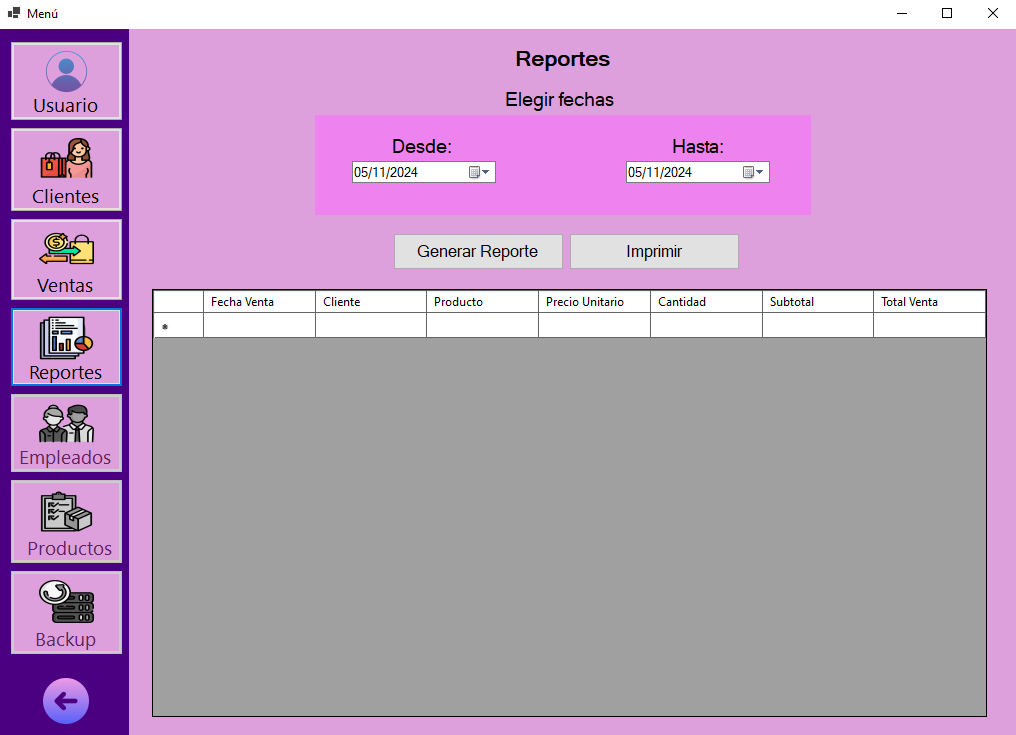 Menú
Usuario
Clientes
Ventas
Reportes
Empleados
Productos
Backup
Reportes
Elegir fechas
Desde: Hasta:
05/11/2024 05/11/2024
Generar Reporte Imprimir
Fecha Venta Cliente Producto Precio Unitario Cantidad Subtotal Total Venta
*